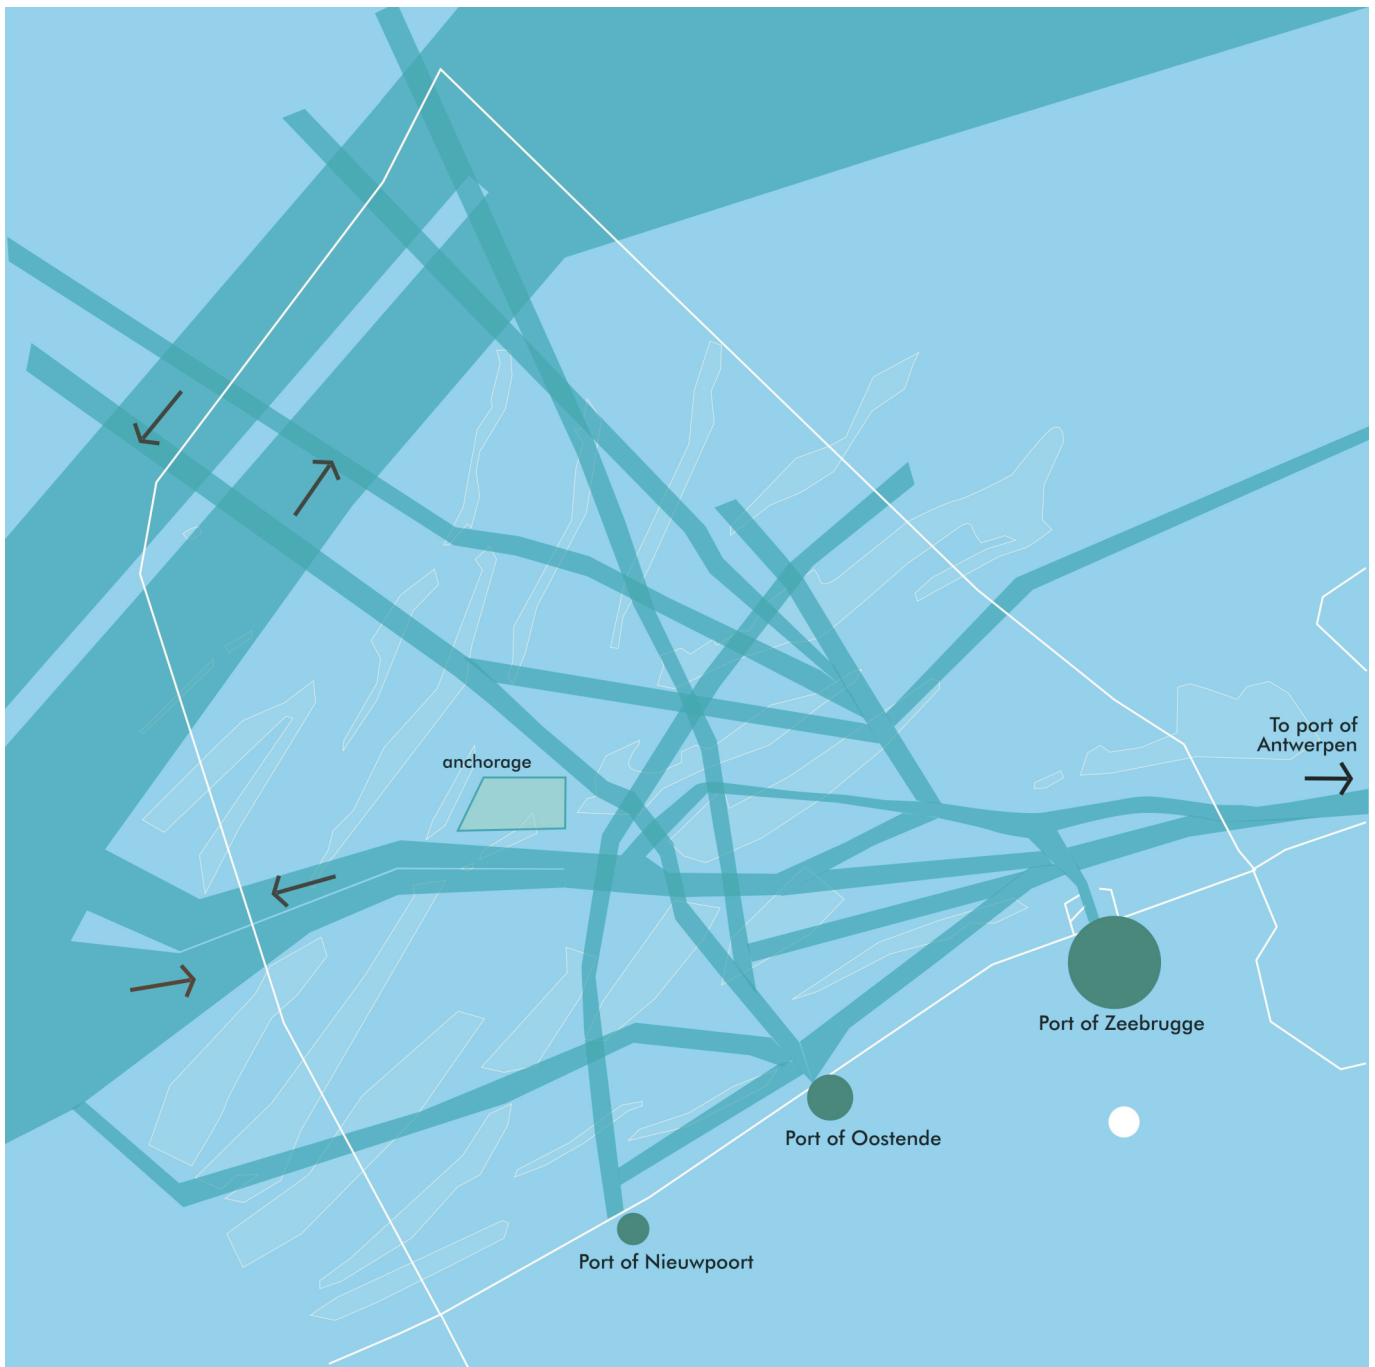 To port of
Antwerpen
anchorage
Port of Zeebrugge
Port of Oostende
Port of Nieuwpoort